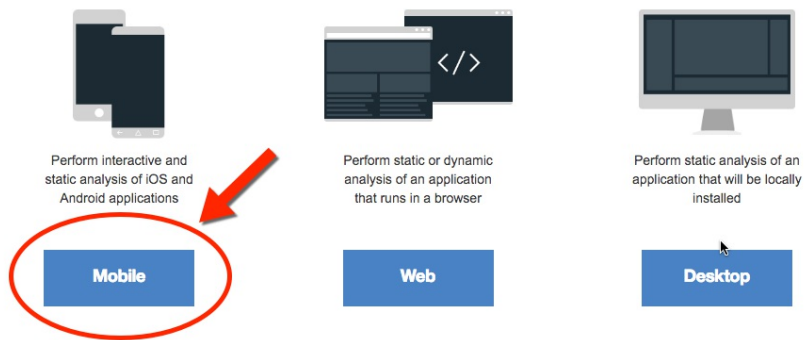 </>
Perform interactive and
static analysis of iOS and
Android applications
Mobile
Perform static or dynamic
analysis of an application
that runs in a browser
Web
Perform static analysis of an
application that will be locally
installed
Desktop